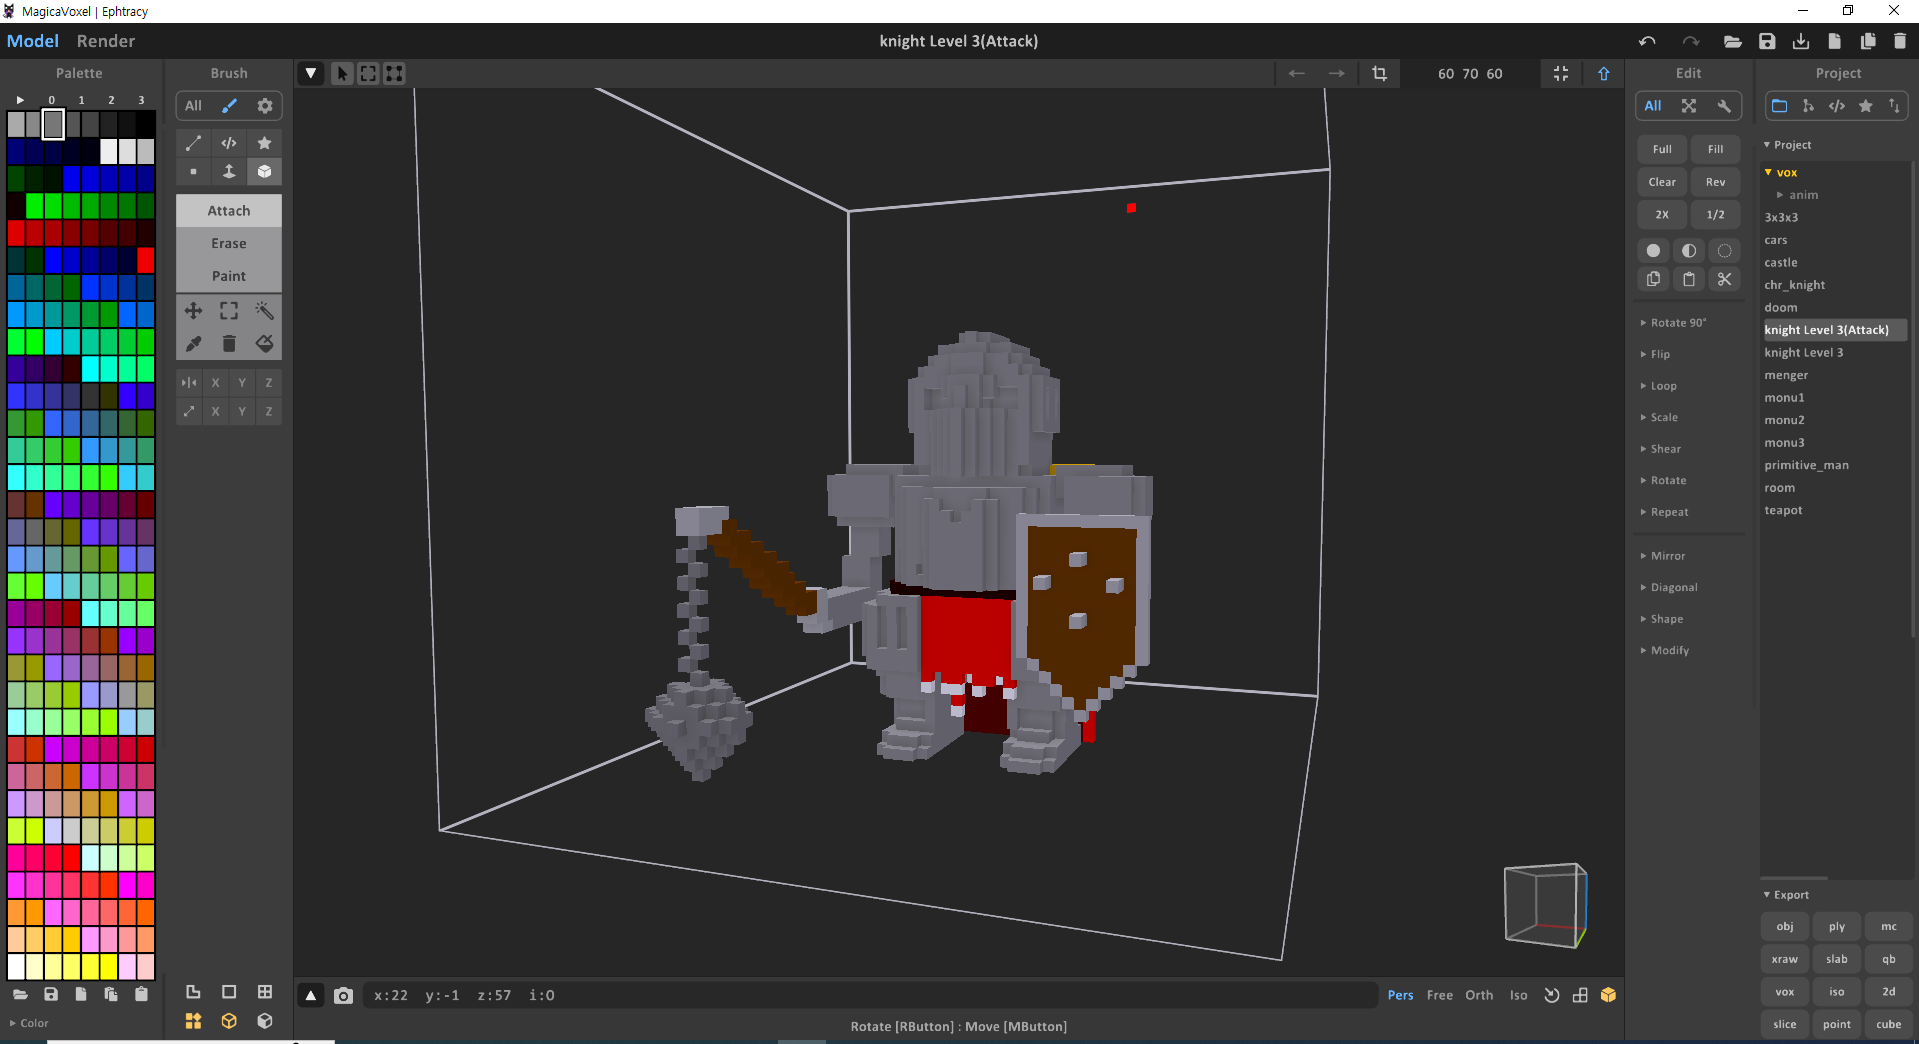 MagicaVoxel | Ephtracy
Model Render
knight Level 3(Attack)
Palette
0 1 2 3
Color
Brush
All
Attach
Erase
Paint
X Y Z
X Y Z
60 70 60
x:22 y:-1 z:57 i:0
Pers Free Orth Iso
Rotate [RButton] : Move [MButton]
Edit
All
Full Fill
Clear Rev
2X 1/2
Rotate 90°
Flip
Loop
Scale
Shear
Rotate
Repeat
Mirror
Diagonal
Shape
Modify
Project
Project
vox
anim
3x3x3
cars
castle
chr_knight
doom
knight Level 3(Attack)
knight Level 3
menger
monu1
monu2
monu3
primitive_man
room
teapot
Export
obj ply mc
xraw slab qb
vox iso 2d
slice point cube